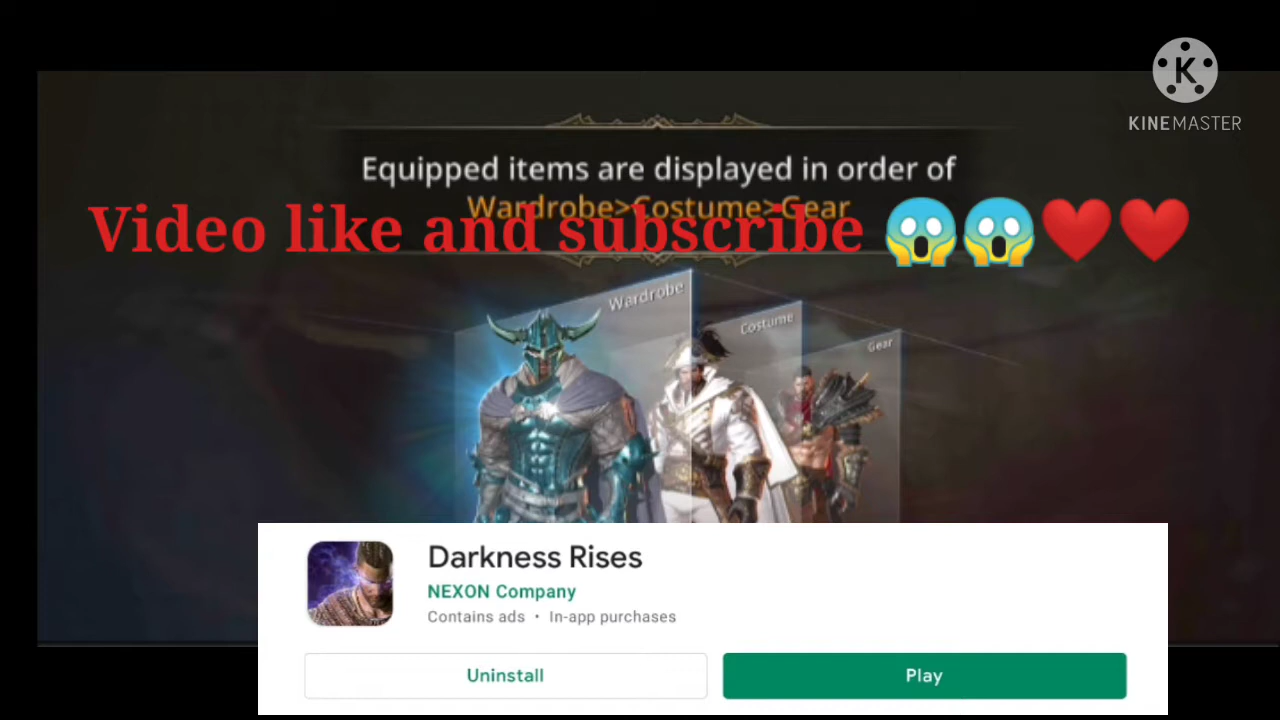 KINEMASTER
Equipped items are displayed in order of
Wardrobe>Costume>Gear
Video like and subscribe 😱😱❤️❤️
Wardrobe
Costume
Gear
Darkness Rises
NEXON Company
Contains ads • In-app purchases
Uninstall
Play